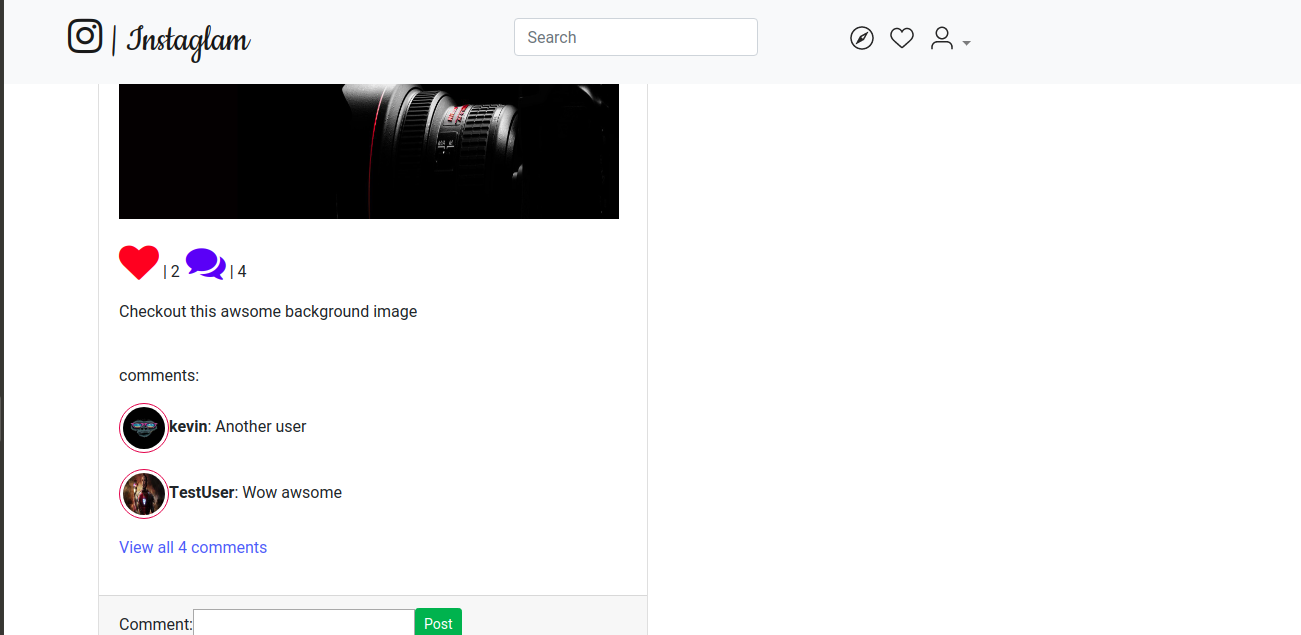 | Instaglam
Search
| 2 | 4
Checkout this awsome background image
comments:
kevin: Another user
TestUser: Wow awsome
View all 4 comments
Comment: Post